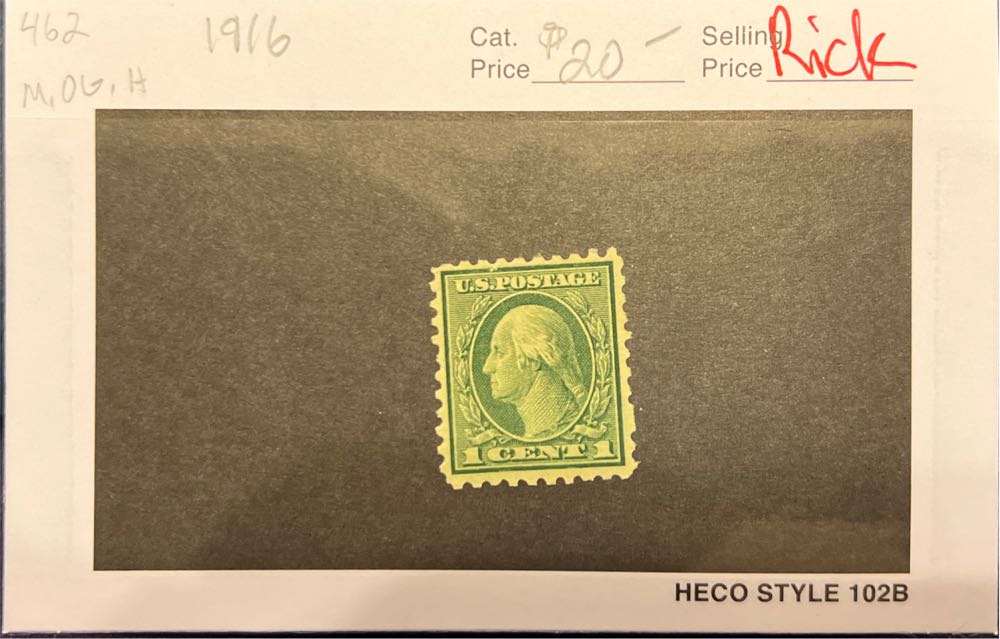 462 1916
M, OG, H
Cat. Price $20 —
Selling Price Rick
U.S. POSTAGE
1 CENT 1
HECO STYLE 102B